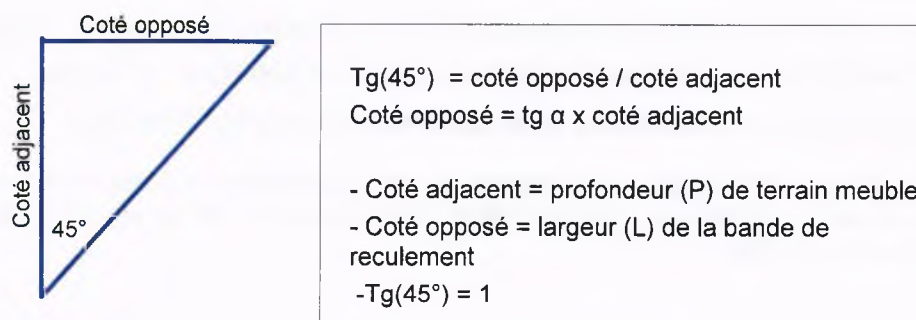 Coté opposé
Coté adjacent
45°
Tg(45°) = coté opposé / coté adjacent
Coté opposé = tg α x coté adjacent
- Coté adjacent = profondeur (P) de terrain meuble
- Coté opposé = largeur (L) de la bande de
reculement
-Tg(45°) = 1